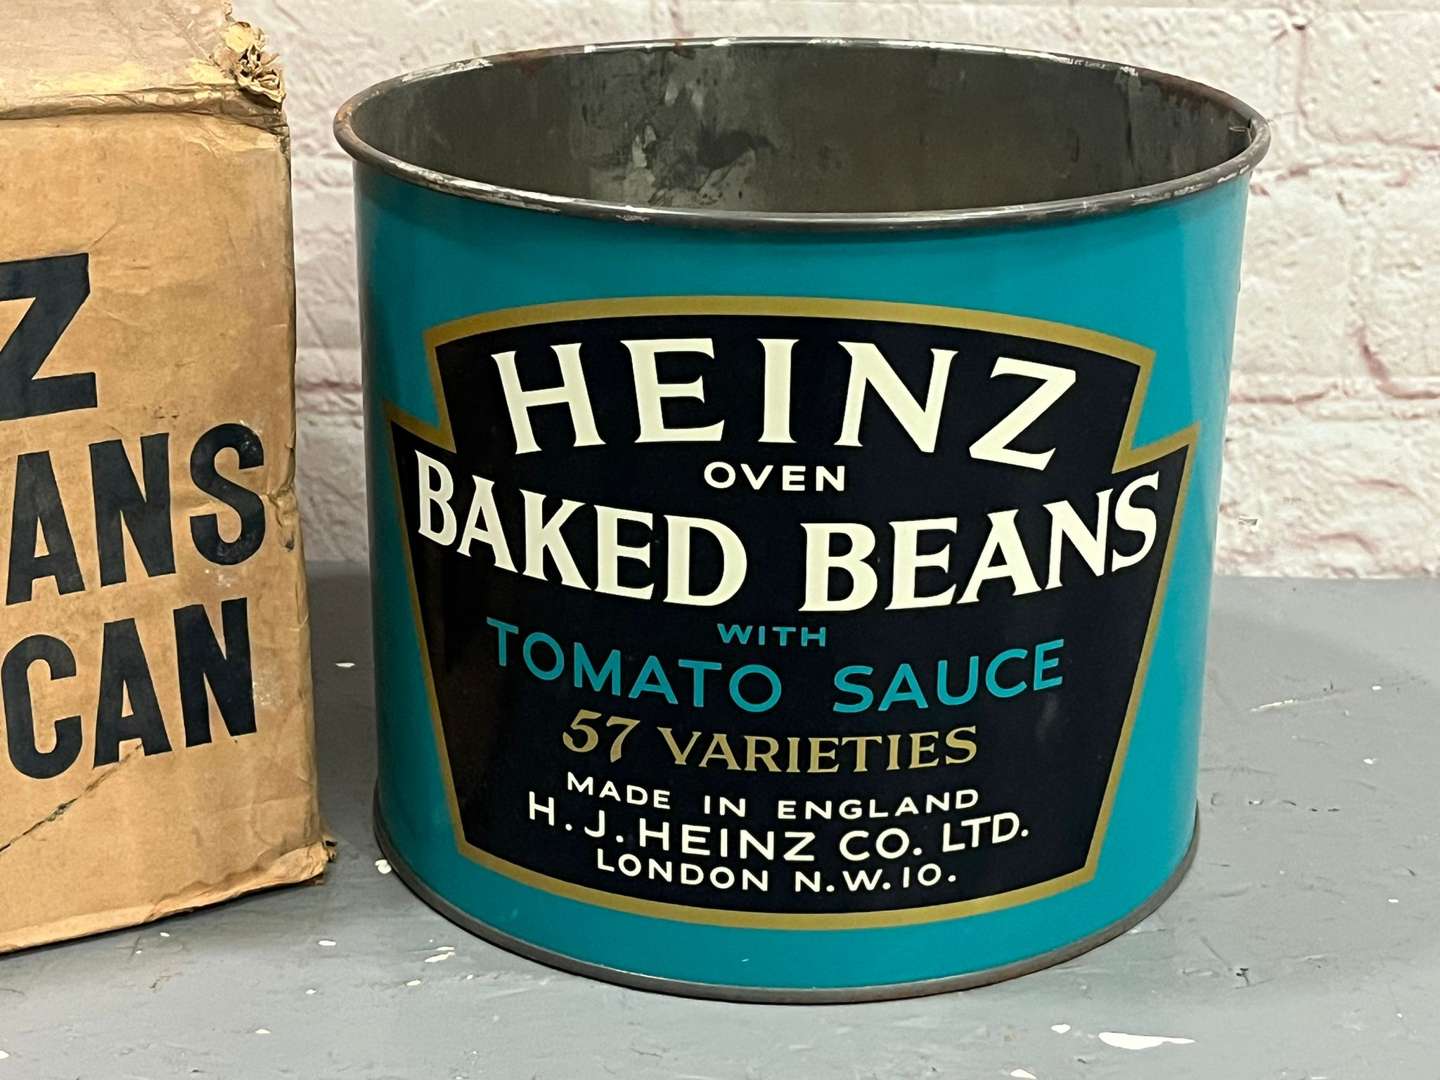 Z
ANS
CAN
HEINZ
OVEN
BAKED BEANS
WITH
TOMATO SAUCE
57 VARIETIES
MADE IN ENGLAND
H.J. HEINZ CO. LTD.
LONDON N.W.10.